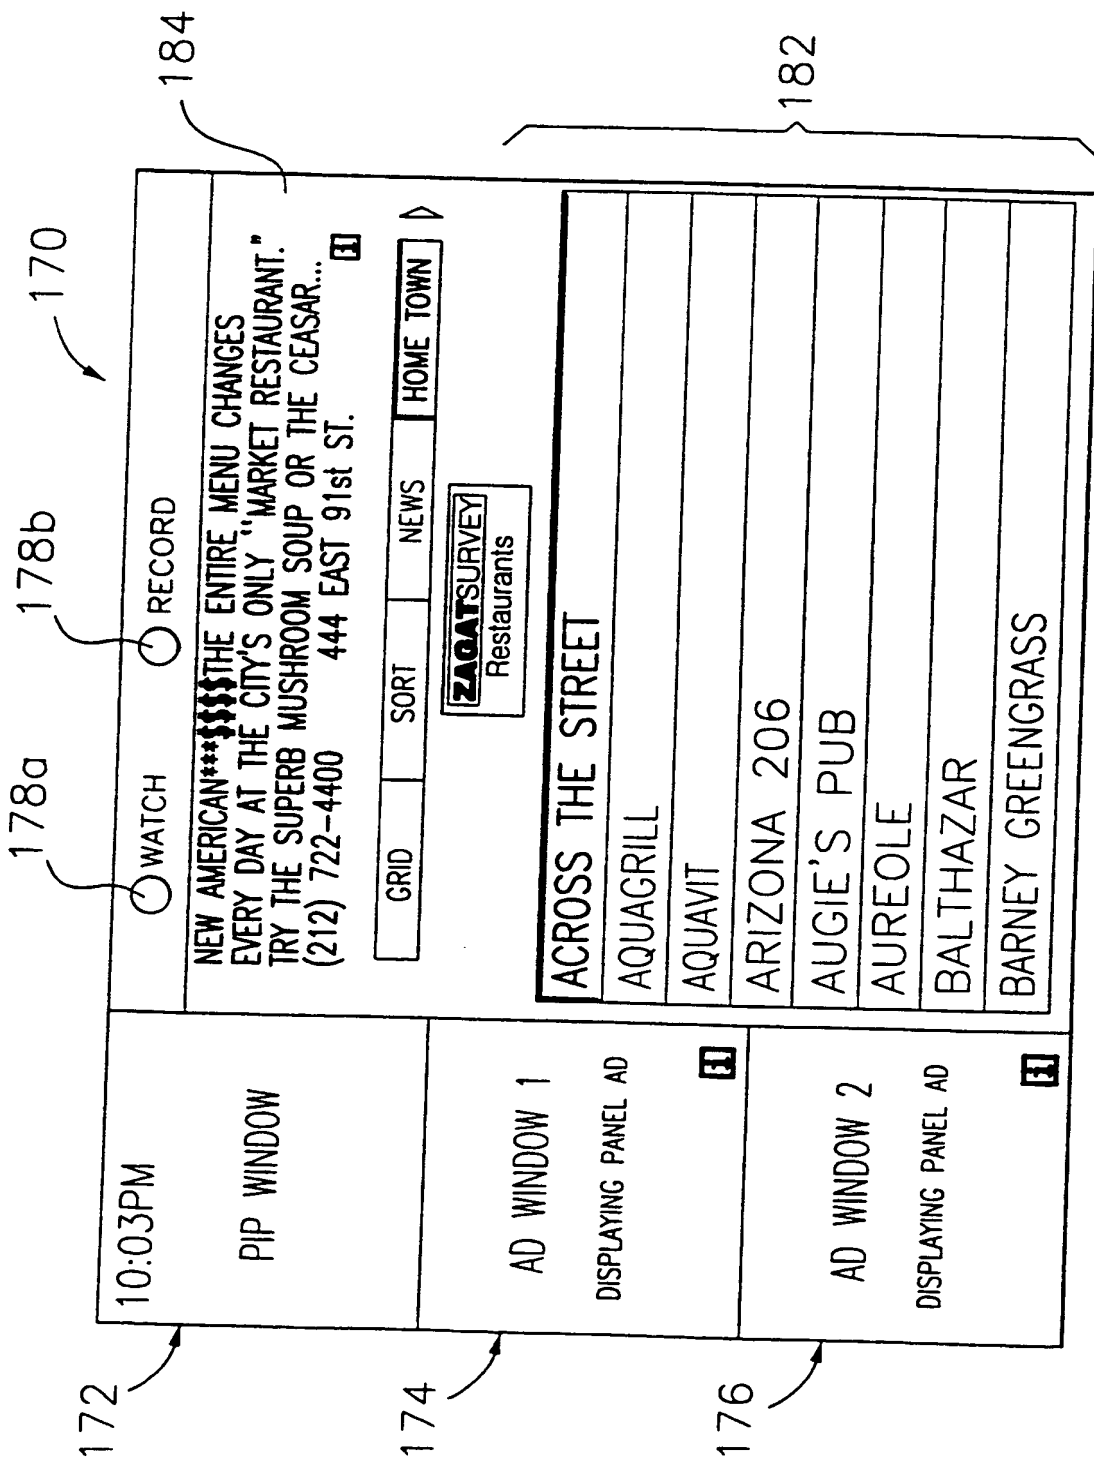 170
178a
178b
184
182
172
174
176
10:03PM
PIP WINDOW
AD WINDOW 1
DISPLAYING PANEL AD
i
AD WINDOW 2
DISPLAYING PANEL AD
i
WATCH
RECORD
NEW AMERICAN***$$$$THE ENTIRE MENU CHANGES
EVERY DAY AT THE CITY'S ONLY "MARKET RESTAURANT."
TRY THE SUPERB MUSHROOM SOUP OR THE CEASAR...
(212) 722-4400 444 EAST 91st ST.
i
GRID
SORT
NEWS
HOME TOWN
ZAGATSURVEY
Restaurants
ACROSS THE STREET
AQUAGRILL
AQUAVIT
ARIZONA 206
AUGIE'S PUB
AUREOLE
BALTHAZAR
BARNEY GREENGRASS